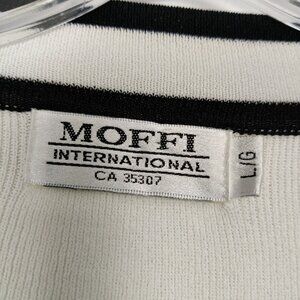 MOFFI
INTERNATIONAL
CA 35307
L/G